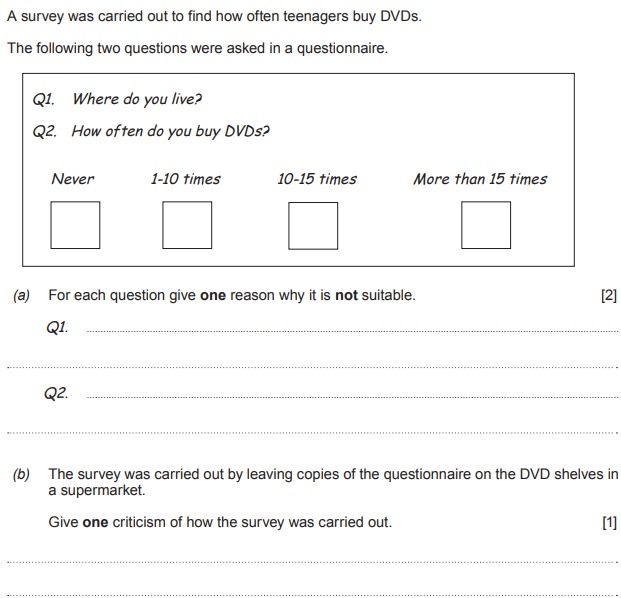 A survey was carried out to find how often teenagers buy DVDs.
The following two questions were asked in a questionnaire.
Q1. Where do you live?
Q2. How often do you buy DVDs?
Never 1-10 times 10-15 times More than 15 times
(a) For each question give one reason why it is not suitable. [2]
Q1.
Q2.
(b) The survey was carried out by leaving copies of the questionnaire on the DVD shelves in
a supermarket.
Give one criticism of how the survey was carried out. [1]